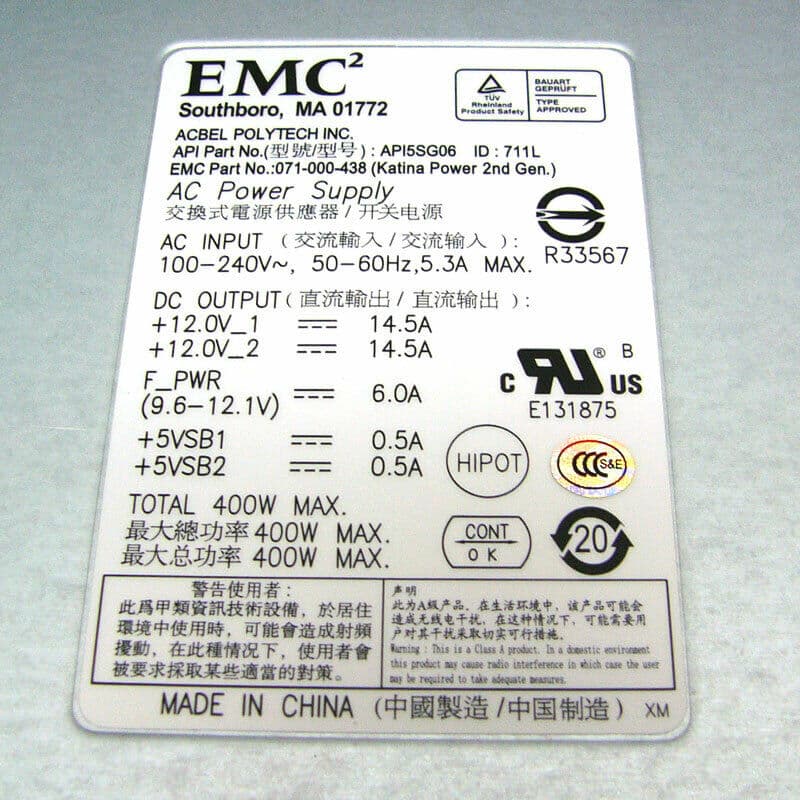 EMC²
Southboro, MA 01772
TÜV
Rheinland
Product Safety
BAUART
GEPRÜFT
TYPE
APPROVED
ACBEL POLYTECH INC.
API Part No.(型號/型号) : API5SG06 ID : 711L
EMC Part No.:071-000-438 (Katina Power 2nd Gen.)
AC Power Supply
交換式電源供應器 / 开关电源
R33567
AC INPUT ( 交流輸入 / 交流输入 ) :
100-240V~, 50-60Hz,5.3A MAX.
DC OUTPUT ( 直流輸出 / 直流输出 ) :
+12.0V_1 14.5A
+12.0V_2 14.5A
F_PWR
(9.6-12.1V) 6.0A
c RU ® US B
E131875
+5VSB1 0.5A
+5VSB2 0.5A
HIPOT
CCC S&E
TOTAL 400W MAX.
最大總功率 400W MAX.
最大总功率 400W MAX.
CONT
OK
20
警告使用者 :
此爲甲類資訊技術設備, 於居住
環境中使用時, 可能會造成射頻
擾動, 在此種情況下, 使用者會
被要求採取某些適當的對策。
声明
此为A级产品, 在生活环境中, 该产品可能会
造成无线电干扰, 在这种情况下, 可能需要用
户对其干扰采取切实可行措施。
Warning : This is a Class A product. In a domestic environment
this product may cause radio interference in which case the user
may be required to take adequate measures.
MADE IN CHINA (中國製造 /中国制造) XM